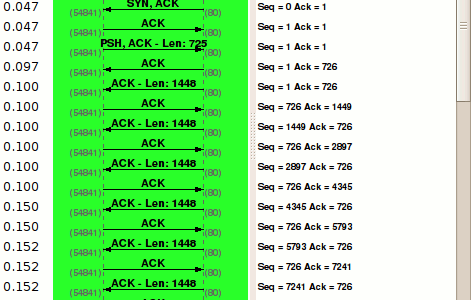 0.047 (54841) SYN, ACK (80) Seq = 0 Ack = 1
0.047 (54841) ACK (80) Seq = 1 Ack = 1
0.047 (54841) PSH, ACK - Len: 725 (80) Seq = 1 Ack = 1
0.097 (54841) ACK (80) Seq = 1 Ack = 726
0.100 (54841) ACK - Len: 1448 (80) Seq = 1 Ack = 726
0.100 (54841) ACK (80) Seq = 726 Ack = 1449
0.100 (54841) ACK - Len: 1448 (80) Seq = 1449 Ack = 726
0.100 (54841) ACK (80) Seq = 726 Ack = 2897
0.100 (54841) ACK - Len: 1448 (80) Seq = 2897 Ack = 726
0.100 (54841) ACK (80) Seq = 726 Ack = 4345
0.150 (54841) ACK - Len: 1448 (80) Seq = 4345 Ack = 726
0.150 (54841) ACK (80) Seq = 726 Ack = 5793
0.152 (54841) ACK - Len: 1448 (80) Seq = 5793 Ack = 726
0.152 (54841) ACK (80) Seq = 726 Ack = 7241
0.152 (54841) ACK - Len: 1448 (80) Seq = 7241 Ack = 726